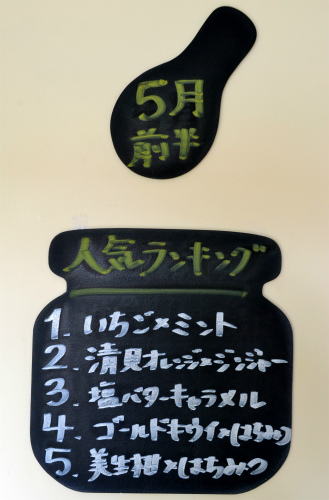 5月
前半
人気ランキング
1. いちご×ミント
2. 清見オレンジ×ジンジャー
3. 塩バターキャラメル
4. ゴールドキウイ×はちみつ
5. 美生柑×はちみつ